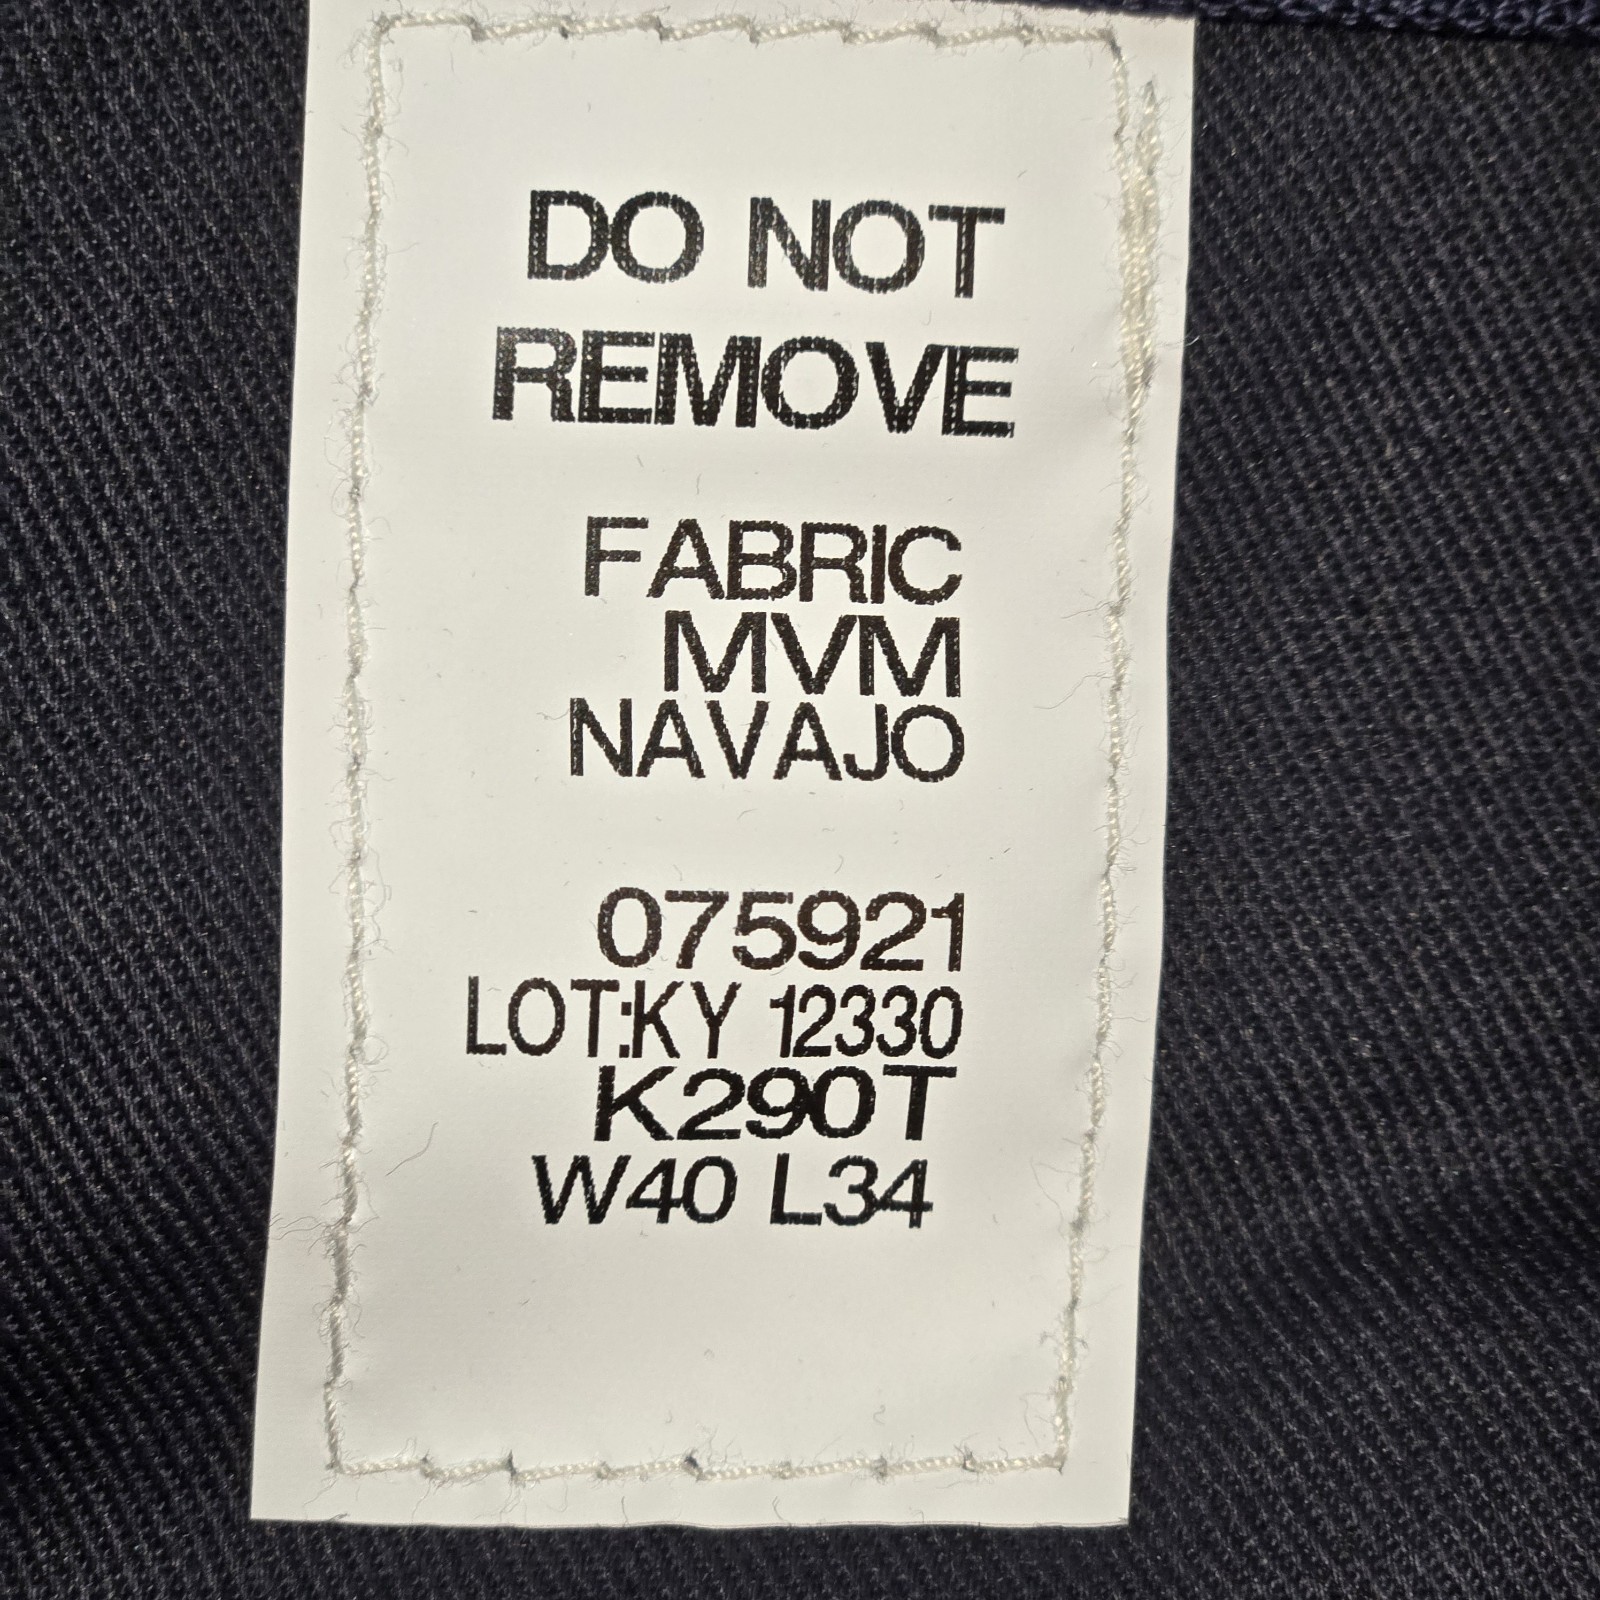 DO NOT
REMOVE
FABRIC
MVM
NAVAJO
075921
LOT:KY 12330
K290T
W40 L34